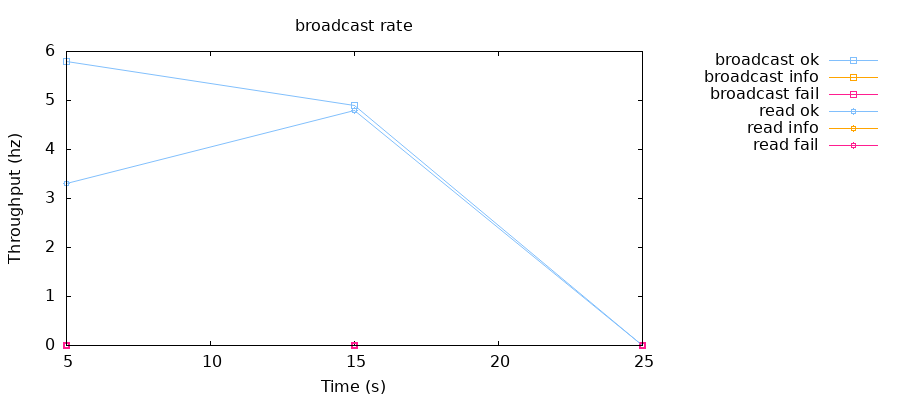 broadcast rate
6
5
4
3
2
1
0
Throughput (hz)
5
10
15
20
25
Time (s)
broadcast ok
broadcast info
broadcast fail
read ok
read info
read fail